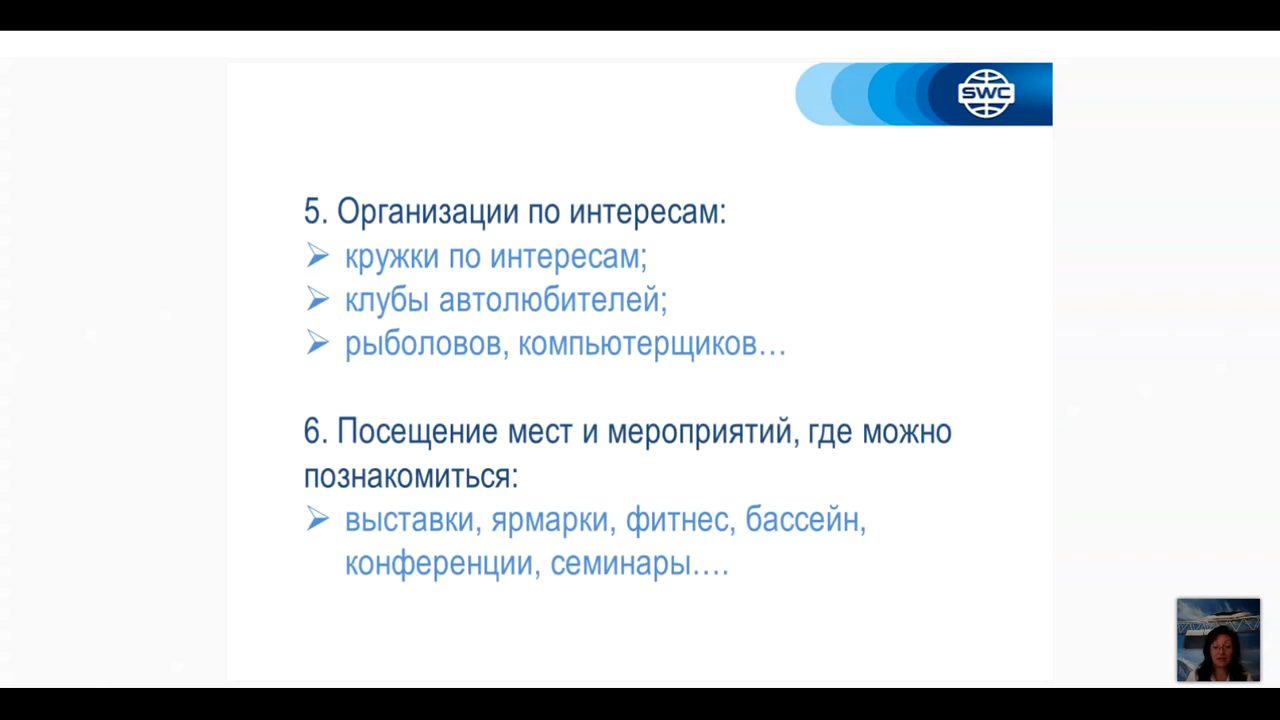 SWC
5. Организации по интересам:
кружки по интересам;
клубы автолюбителей;
рыболовов, компьютерщиков…
6. Посещение мест и мероприятий, где можно
познакомиться:
выставки, ярмарки, фитнес, бассейн,
конференции, семинары….